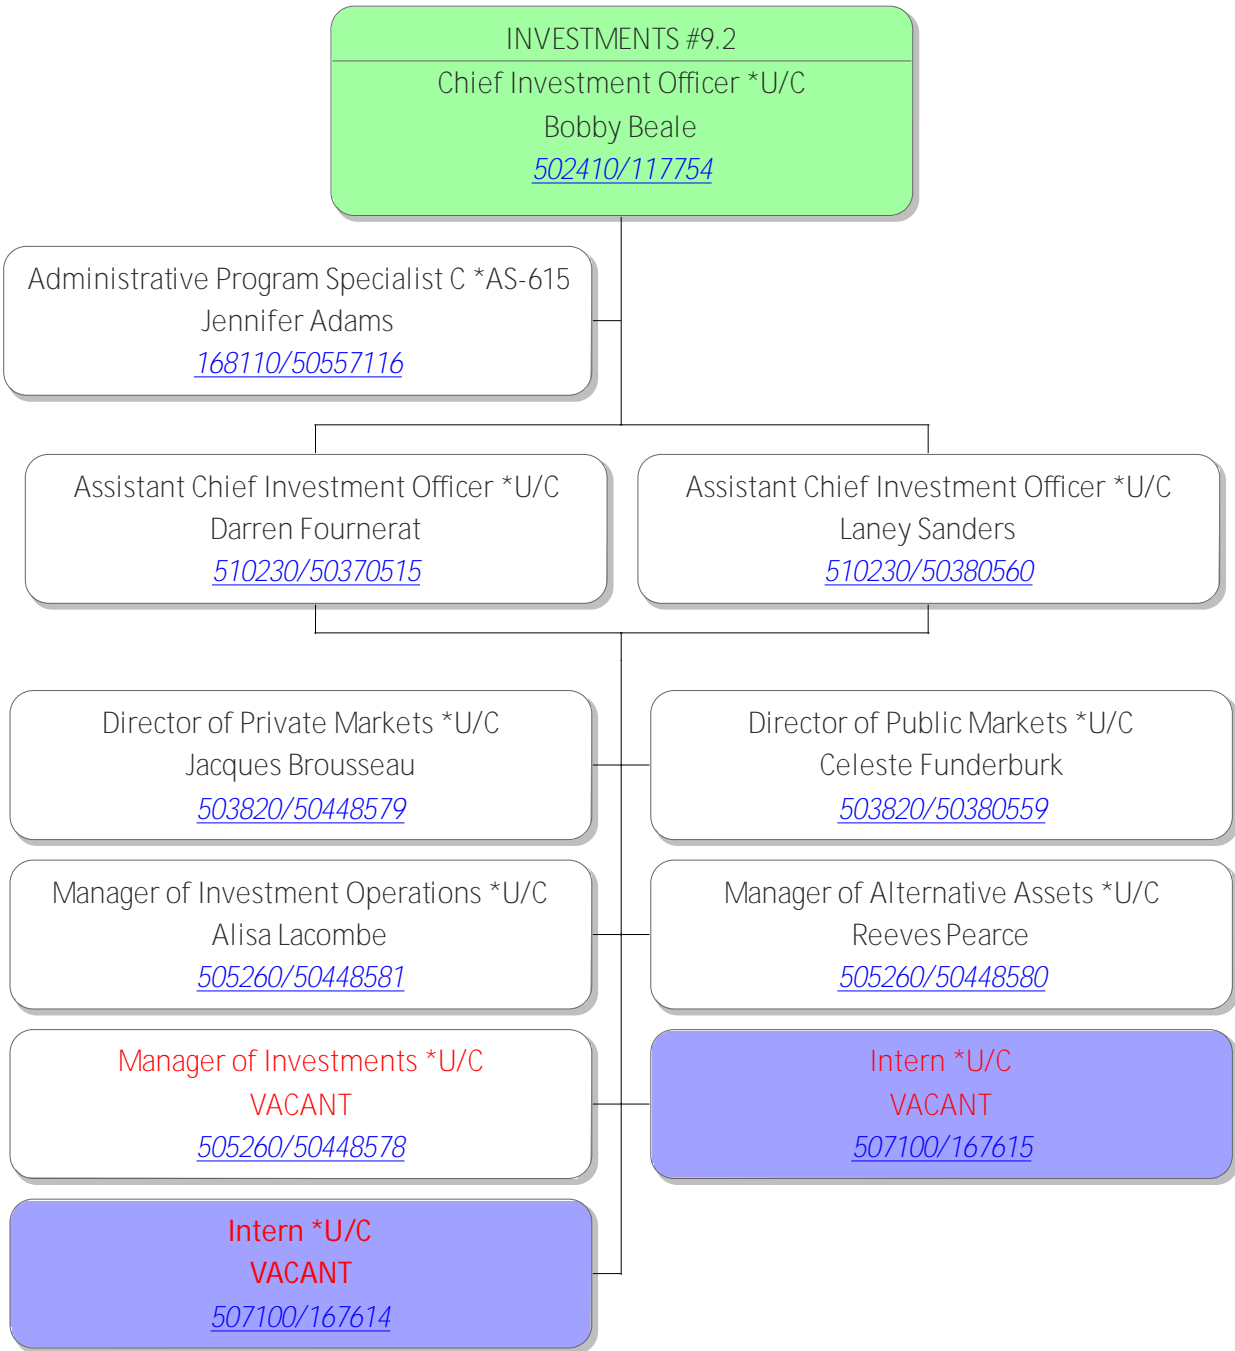 INVESTMENTS #9.2
Chief Investment Officer *U/C
Bobby Beale
502410/117754
Administrative Program Specialist C *AS-615
Jennifer Adams
168110/50557116
Assistant Chief Investment Officer *U/C
Darren Fournerat
510230/50370515
Assistant Chief Investment Officer *U/C
Laney Sanders
510230/50380560
Director of Private Markets *U/C
Jacques Brousseau
503820/50448579
Director of Public Markets *U/C
Celeste Funderburk
503820/50380559
Manager of Investment Operations *U/C
Alisa Lacombe
505260/50448581
Manager of Alternative Assets *U/C
Reeves Pearce
505260/50448580
Manager of Investments *U/C
VACANT
505260/50448578
Intern *U/C
VACANT
507100/167615
Intern *U/C
VACANT
507100/167614